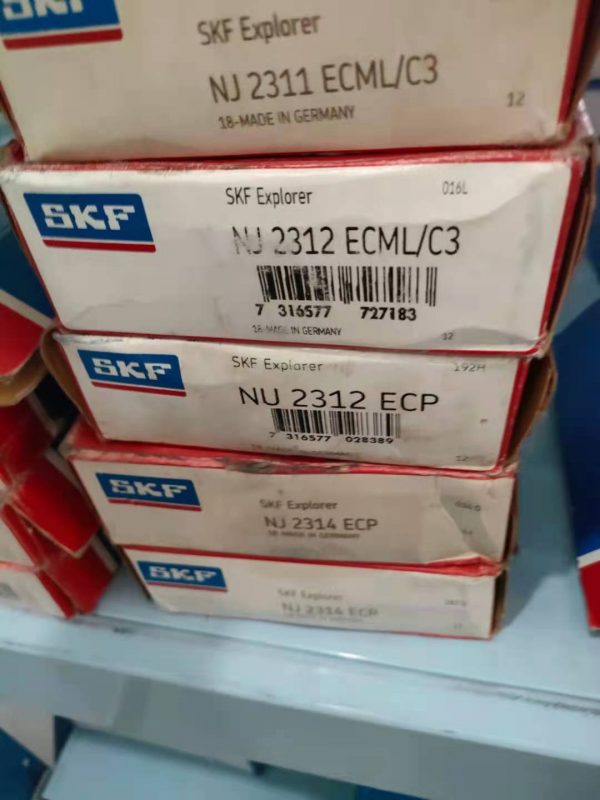 SKF
SKF Explorer
NJ 2311 ECML/C3
18-MADE IN GERMANY
12
SKF
SKF Explorer
016L
NJ 2312 ECML/C3
7 316577 727183
18-MADE IN GERMANY
12
SKF
SKF Explorer
192H
NU 2312 ECP
7 316577 028389
12
SKF
SKF Explorer
NJ 2314 ECP
18-MADE IN GERMANY
SKF
SKF Explorer
NJ 2314 ECP